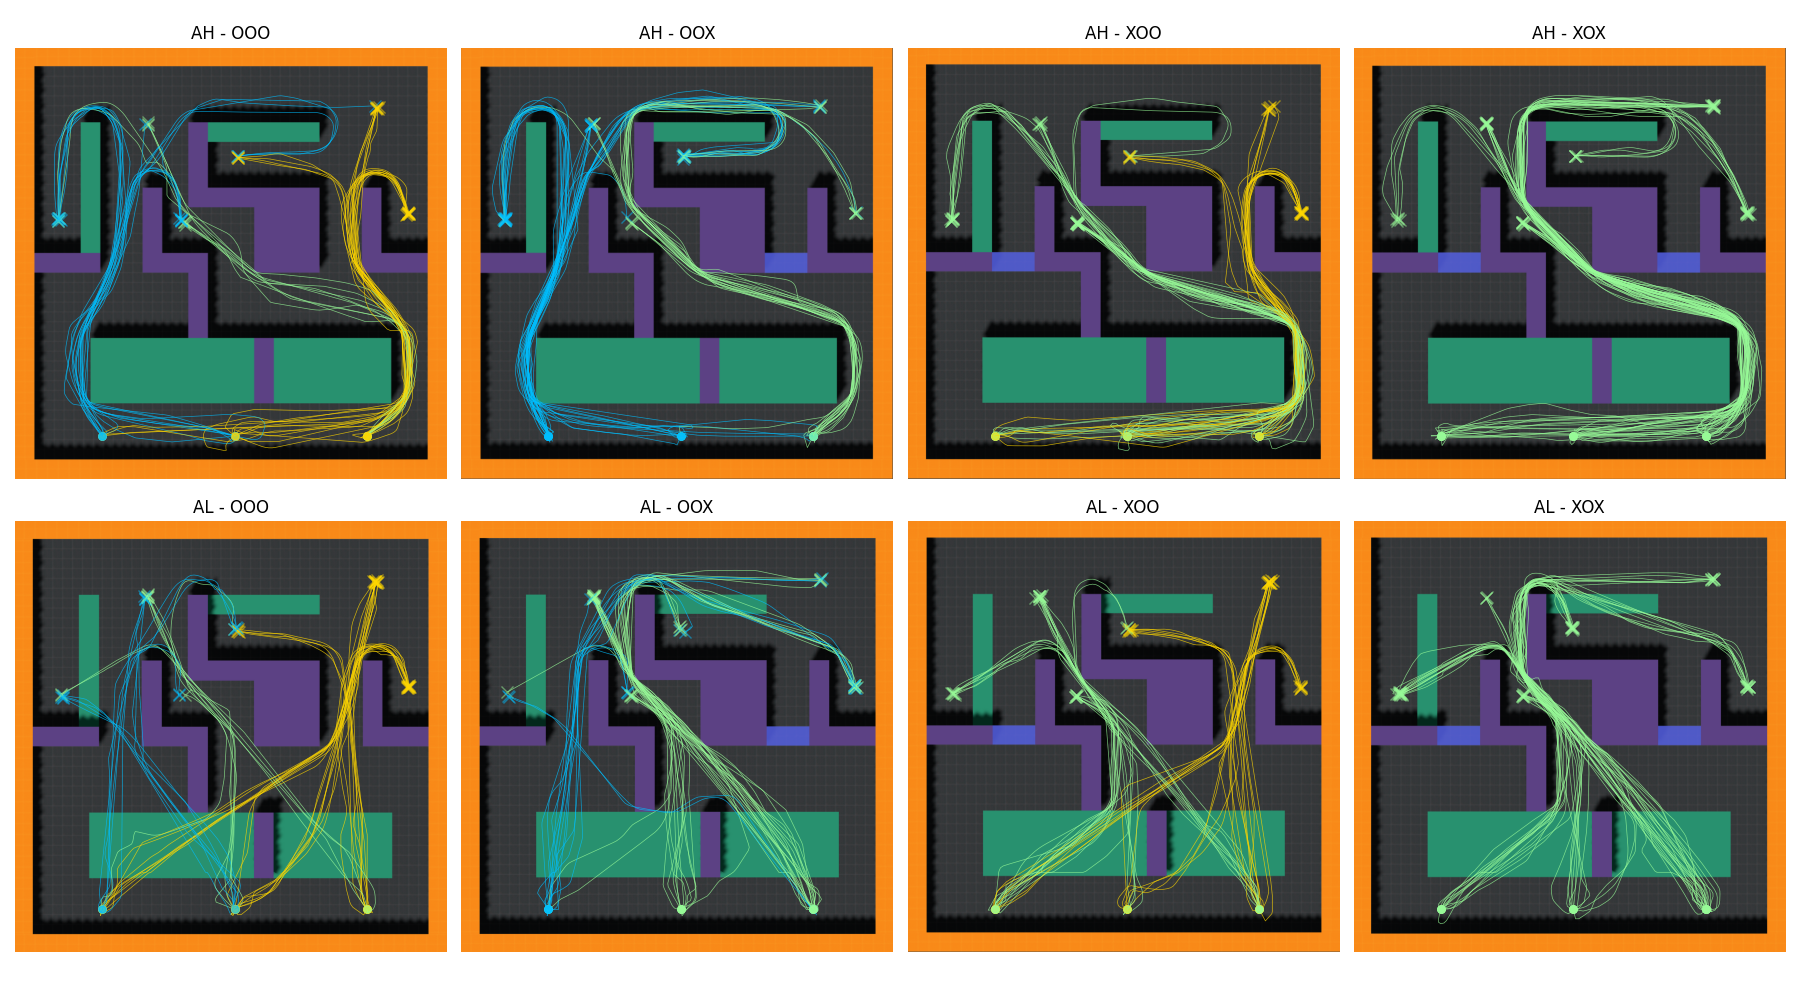 AH - OOO
AH - OOX
AH - XOO
AH - XOX
AL - OOO
AL - OOX
AL - XOO
AL - XOX